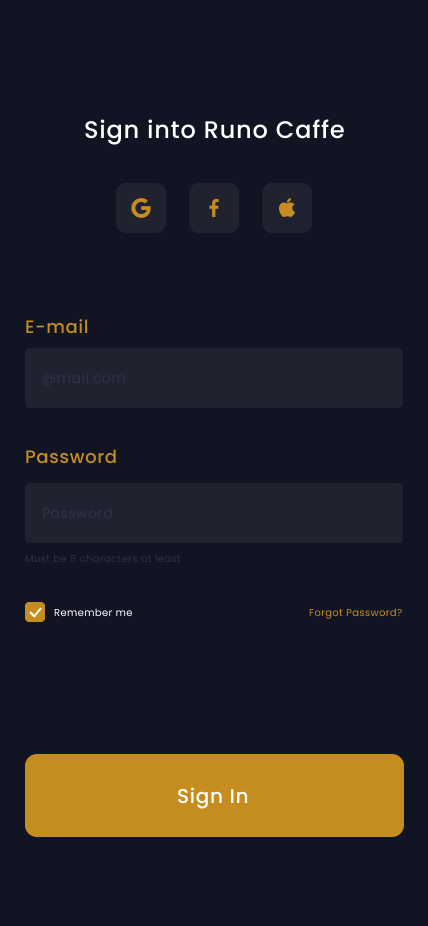 Sign into Runo Caffe
E-mail
@mail.com
Password
Password
Must be 8 characters at least
Remember me
Forgot Password?
Sign In